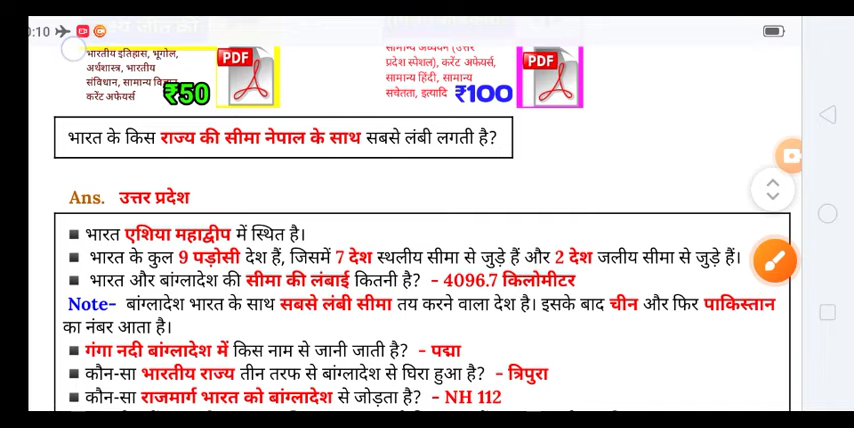 :10
भारतीय इतिहास, भूगोल,
अर्थशास्त्र, भारतीय
संविधान, सामान्य
करेंट अफेयर्स
₹50
PDF
सामान्य अध्ययन (उत्तर
प्रदेश स्पेशल), करेंट अफेयर्स,
सामान्य हिंदी, सामान्य
सचेतता, इत्यादि
₹100
PDF
भारत के किस राज्य की सीमा नेपाल के साथ सबसे लंबी लगती है?
Ans. उत्तर प्रदेश
■ भारत एशिया महाद्वीप में स्थित है।
■ भारत के कुल 9 पड़ोसी देश हैं, जिसमें 7 देश स्थलीय सीमा से जुड़े हैं और 2 देश जलीय सीमा से जुड़े हैं।
■ भारत और बांग्लादेश की सीमा की लंबाई कितनी है? - 4096.7 किलोमीटर
Note- बांग्लादेश भारत के साथ सबसे लंबी सीमा तय करने वाला देश है। इसके बाद चीन और फिर पाकिस्तान
का नंबर आता है।
■ गंगा नदी बांग्लादेश में किस नाम से जानी जाती है? - पद्मा
■ कौन-सा भारतीय राज्य तीन तरफ से बांग्लादेश से घिरा हुआ है? - त्रिपुरा
■ कौन-सा राजमार्ग भारत को बांग्लादेश से जोड़ता है? - NH 112